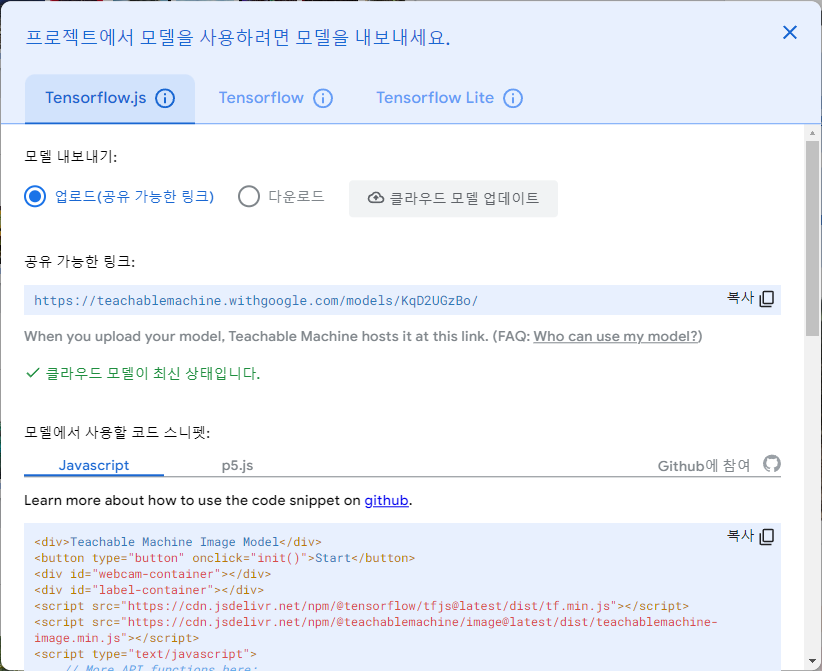 프로젝트에서 모델을 사용하려면 모델을 내보내세요.
Tensorflow.js Tensorflow Tensorflow Lite
모델 내보내기:
업로드(공유 가능한 링크) 다운로드 클라우드 모델 업데이트
공유 가능한 링크:
https://teachablemachine.withgoogle.com/models/KqD2UGzBo/ 복사
When you upload your model, Teachable Machine hosts it at this link. (FAQ: Who can use my model?)
클라우드 모델이 최신 상태입니다.
모델에서 사용할 코드 스니펫:
Javascript p5.js Github에 참여
Learn more about how to use the code snippet on github.
복사
<div>Teachable Machine Image Model</div>
<button type="button" onclick="init()">Start</button>
<div id="webcam-container"></div>
<div id="label-container"></div>
<script src="https://cdn.jsdelivr.net/npm/@tensorflow/tfjs@latest/dist/tf.min.js"></script>
<script src="https://cdn.jsdelivr.net/npm/@teachablemachine/image@latest/dist/teachablemachine-
image.min.js"></script>
<script type="text/javascript">
// More API functions here: